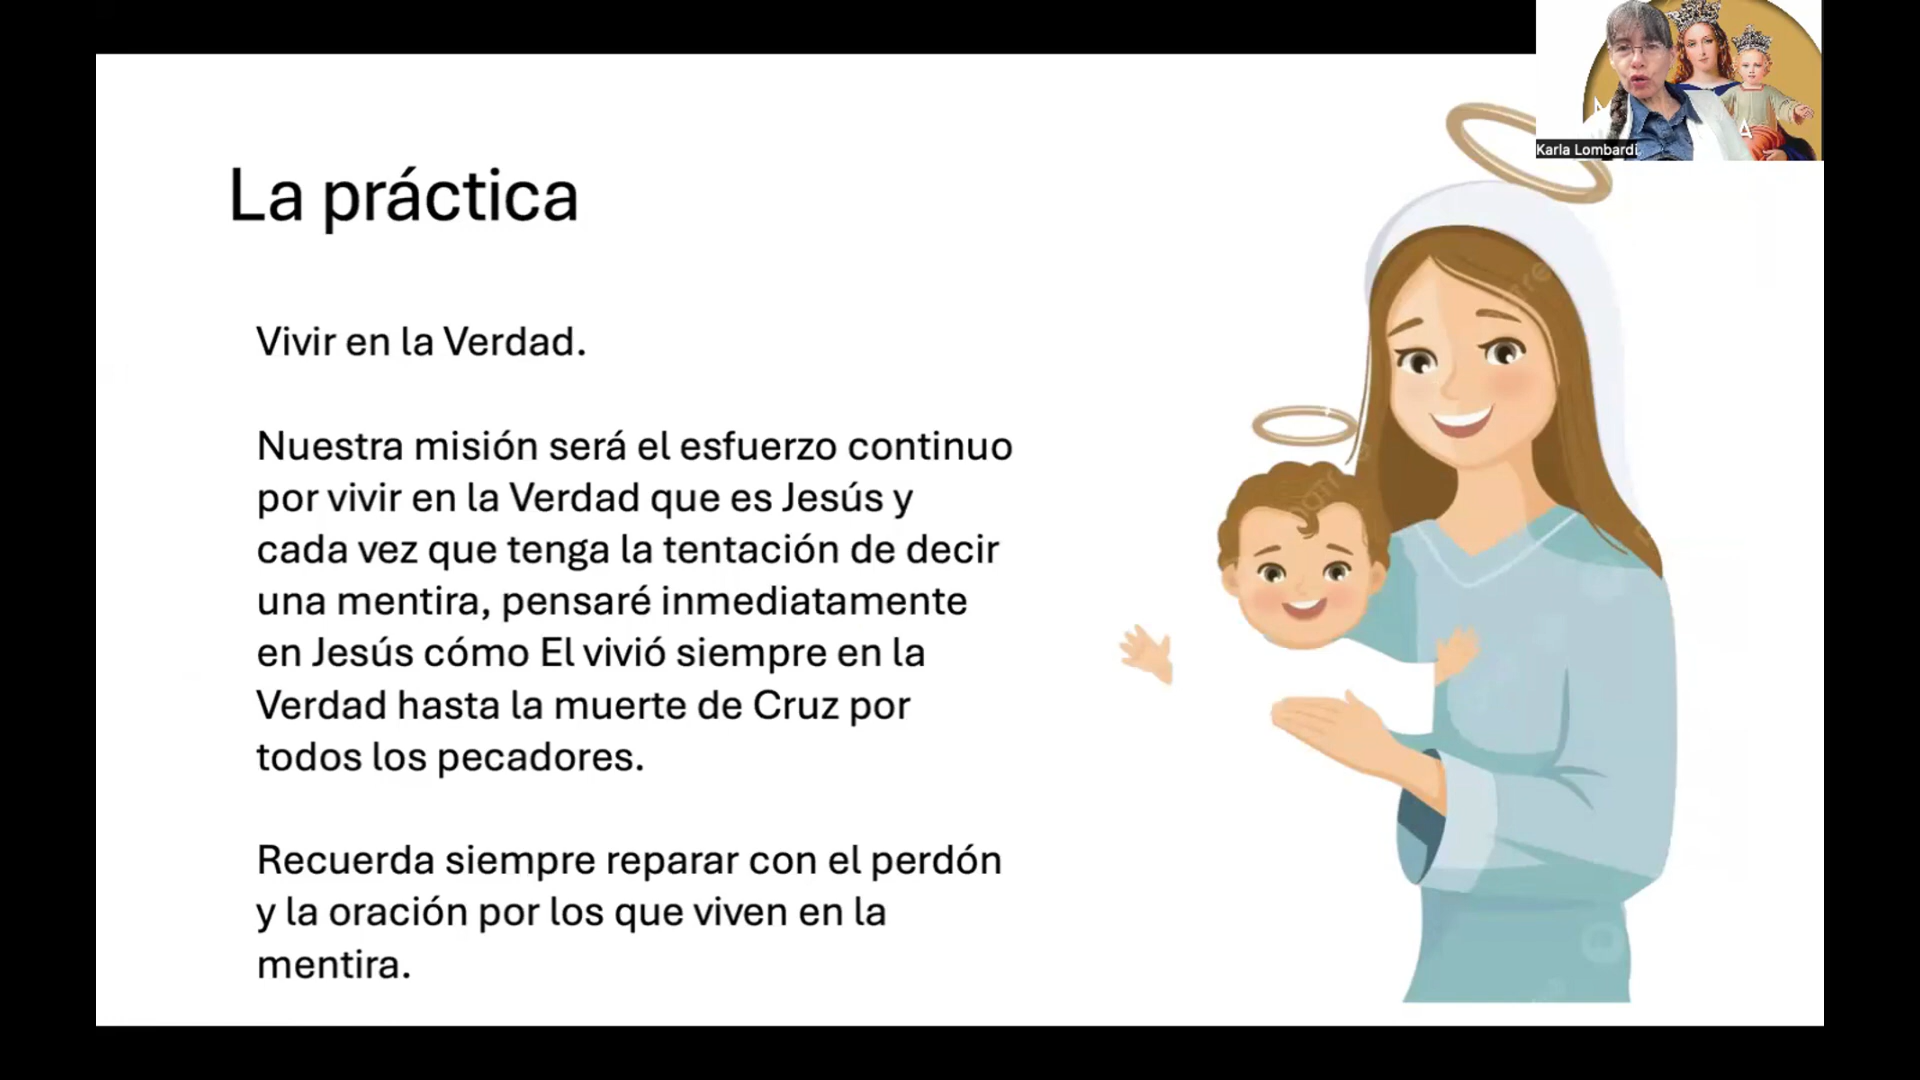 Karla Lombardi
La práctica
Vivir en la Verdad.
Nuestra misión será el esfuerzo continuo
por vivir en la Verdad que es Jesús y
cada vez que tenga la tentación de decir
una mentira, pensaré inmediatamente
en Jesús cómo El vivió siempre en la
Verdad hasta la muerte de Cruz por
todos los pecadores.
Recuerda siempre reparar con el perdón
y la oración por los que viven en la
mentira.